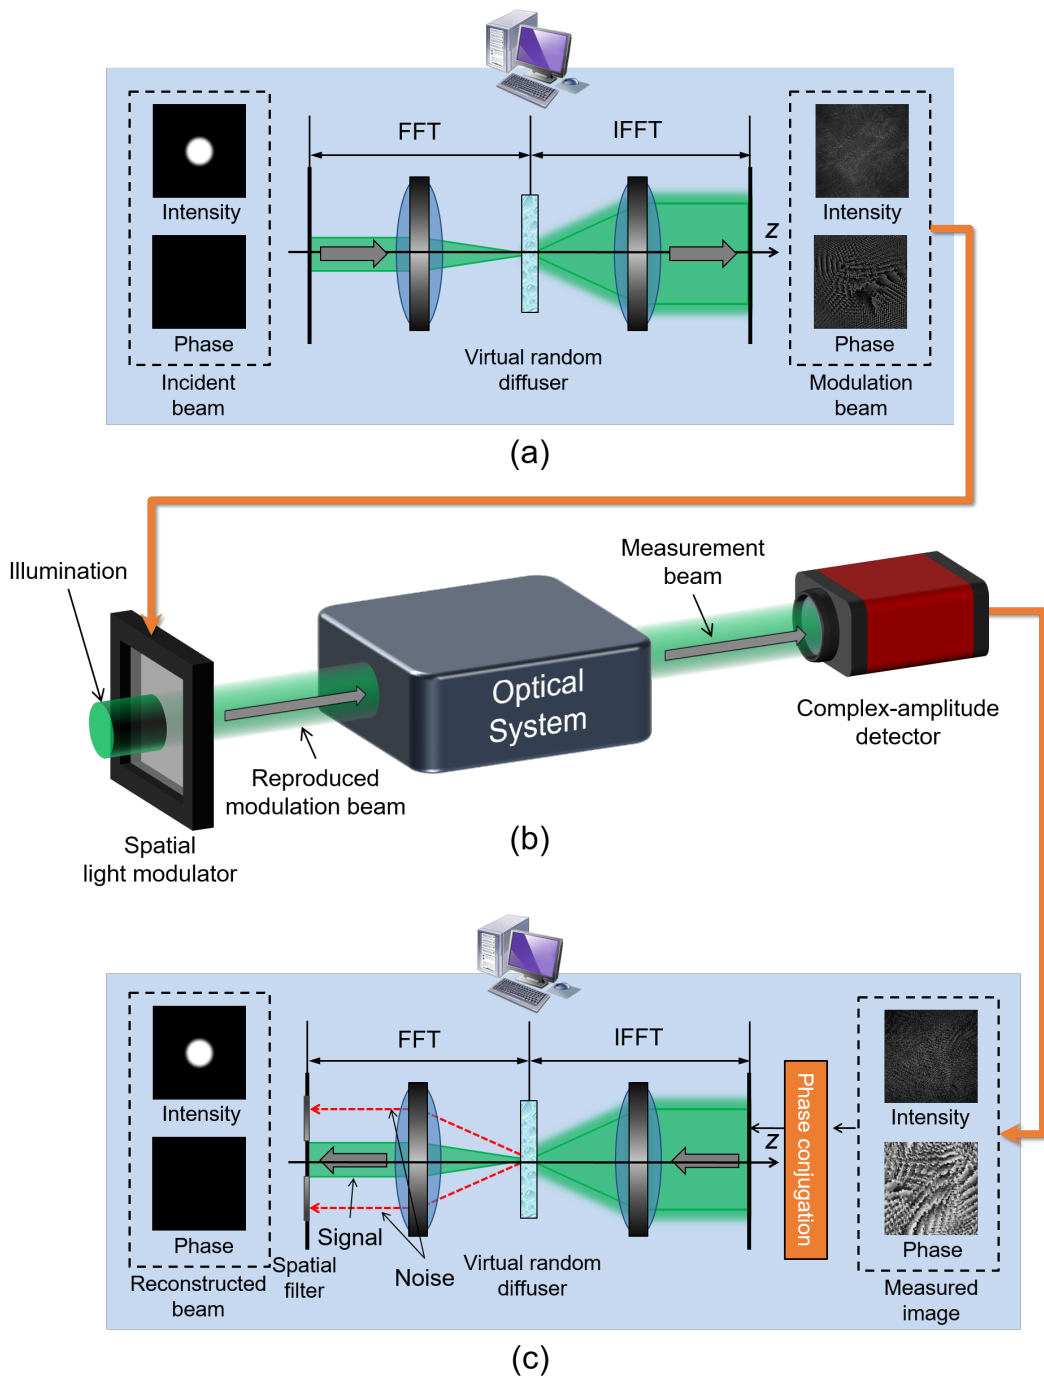 FFT
IFFT
Intensity
Phase
Incident
beam
Virtual random
diffuser
z
Intensity
Phase
Modulation
beam
(a)
Illumination
Measurement
beam
Optical
System
Complex-amplitude
detector
Reproduced
modulation beam
Spatial
light modulator
(b)
FFT
IFFT
Intensity
Phase
Reconstructed
beam
Spatial
filter
Signal
Noise
Virtual random
diffuser
z
Phase conjugation
Intensity
Phase
Measured
image
(c)